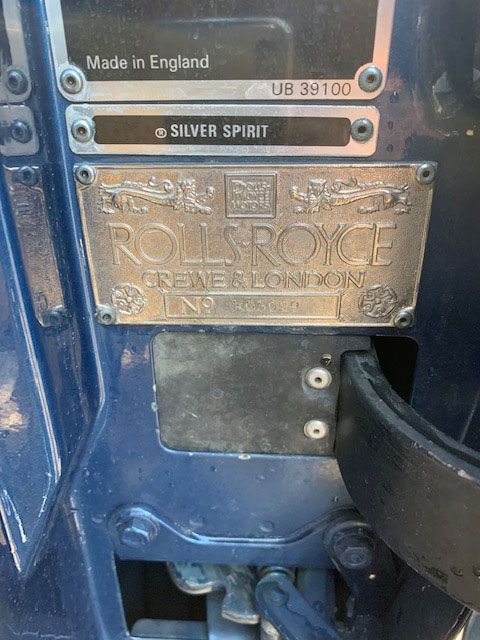 Made in England
UB 39100
® SILVER SPIRIT
ROLLS-ROYCE
CREWE & LONDON
Nº